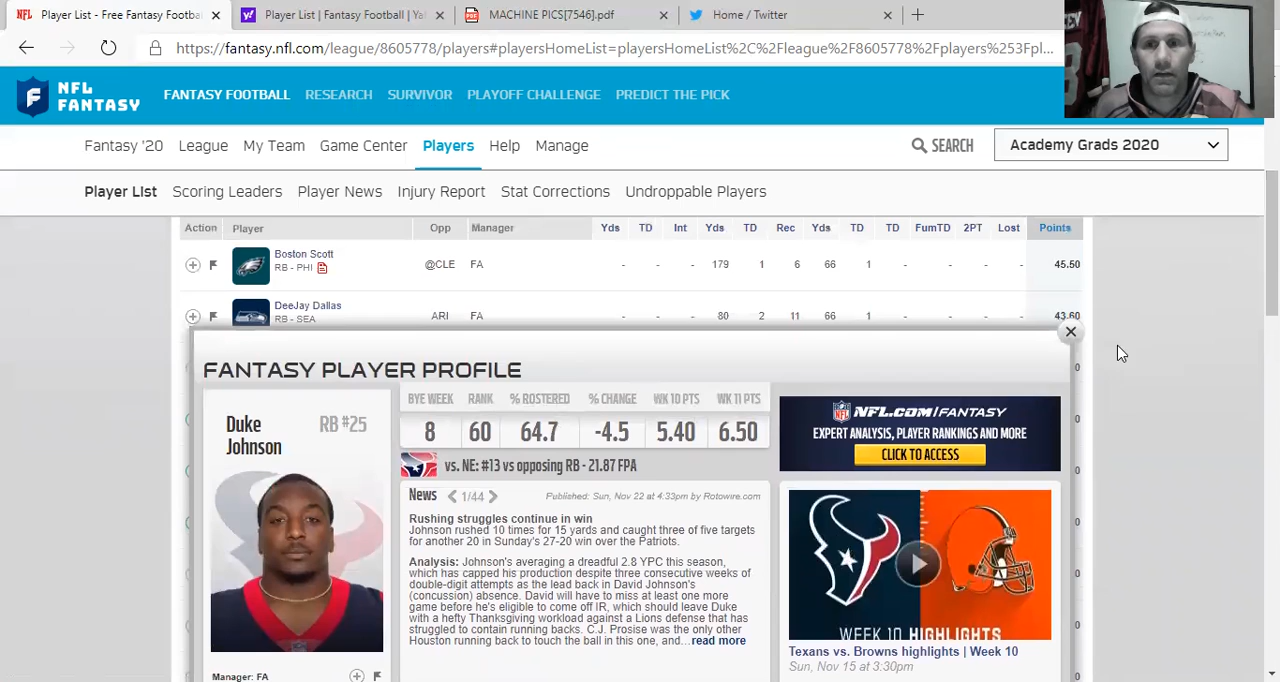 Player List - Free Fantasy Footba
Player List | Fantasy Football | Ya
MACHINE PICS[7546].pdf
Home / Twitter
https://fantasy.nfl.com/league/8605778/players#playersHomeList=playersHomeList%2C%2Fleague%2F8605778%2Fplayers%253Fpl...
NFL FANTASY
FANTASY FOOTBALL RESEARCH SURVIVOR PLAYOFF CHALLENGE PREDICT THE PICK
Fantasy '20 League My Team Game Center Players Help Manage SEARCH Academy Grads 2020
Player List Scoring Leaders Player News Injury Report Stat Corrections Undroppable Players
Action Player Opp Manager Yds TD Int Yds TD Rec Yds TD TD FumTD 2PT Lost Points
Boston Scott
RB - PHI @CLE FA - - - 179 1 6 66 1 - - - - 45.50
DeeJay Dallas
RB - SEA ARI FA - - - 80 2 11 66 1 - - - - 43.60
FANTASY PLAYER PROFILE
Duke Johnson RB #25
BYE WEEK RANK % ROSTERED % CHANGE WK 10 PTS WK 11 PTS
8 60 64.7 -4.5 5.40 6.50
vs. NE: #13 vs opposing RB - 21.87 FPA
News 1/44 Published: Sun, Nov 22 at 4:33pm by Rotowire.com
Rushing struggles continue in win
Johnson rushed 10 times for 15 yards and caught three of five targets
for another 20 in Sunday's 27-20 win over the Patriots.
Analysis: Johnson's averaging a dreadful 2.8 YPC this season,
which has capped his production despite three consecutive weeks of
double-digit attempts as the lead back in David Johnson's
(concussion) absence. David will have to miss at least one more
game before he's eligible to come off IR, which should leave Duke
with a hefty Thanksgiving workload against a Lions defense that has
struggled to contain running backs. C.J. Prosise was the only other
Houston running back to touch the ball in this one, and... read more
Manager: FA
NFL.COM/FANTASY
EXPERT ANALYSIS, PLAYER RANKINGS AND MORE
CLICK TO ACCESS
WEEK 10 HIGHLIGHTS
Texans vs. Browns highlights | Week 10
Sun, Nov 15 at 3:30pm